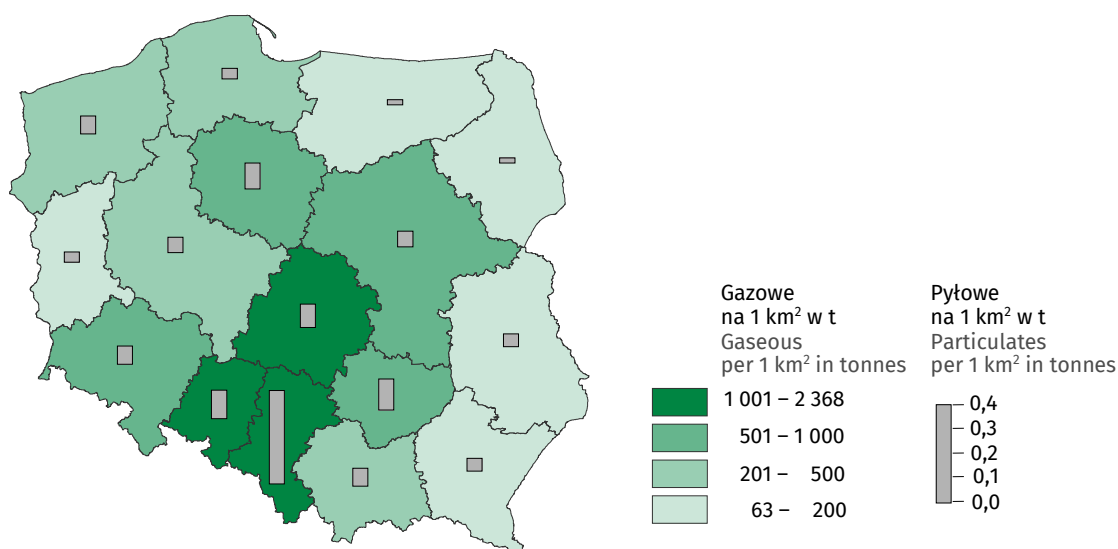 Gazowe
na 1 km² w t
Gaseous
per 1 km² in tonnes
1 001 – 2 368
501 – 1 000
201 – 500
63 – 200
Pyłowe
na 1 km² w t
Particulates
per 1 km² in tonnes
0,4
0,3
0,2
0,1
0,0